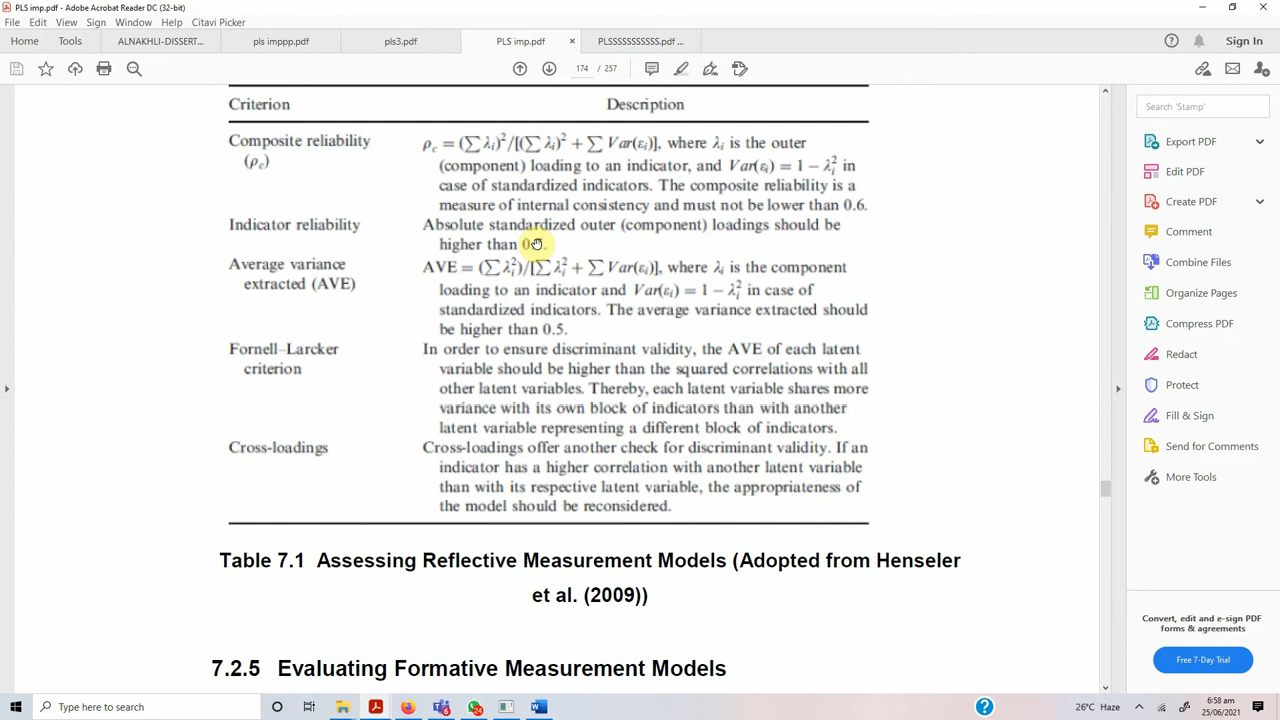 PLS imp.pdf - Adobe Acrobat Reader DC (32-bit)
File Edit View Sign Window Help Citavi Picker
Home Tools ALNAKHLI-DISSERT... pls imppp.pdf pls3.pdf PLS imp.pdf × PLSSSSSSSSSS.pdf ... Sign In
174 / 257
Search 'Stamp'
Export PDF
Edit PDF
Create PDF
Comment
Combine Files
Organize Pages
Compress PDF
Redact
Protect
Fill & Sign
Send for Comments
More Tools
Convert, edit and e-sign PDF
forms & agreements
Free 7-Day Trial
Criterion Description
Composite reliability ρc = (∑ λi)²/[(∑ λi)² + ∑ Var(εi)], where λi is the outer
(ρc) (component) loading to an indicator, and Var(εi) = 1 − λi² in
case of standardized indicators. The composite reliability is a
measure of internal consistency and must not be lower than 0.6.
Indicator reliability Absolute standardized outer (component) loadings should be
higher than
Average variance AVE = (∑ λi²)/[∑ λi² + ∑ Var(εi)], where λi is the component
extracted (AVE) loading to an indicator and Var(εi) = 1 − λi² in case of
standardized indicators. The average variance extracted should
be higher than 0.5.
Fornell–Larcker In order to ensure discriminant validity, the AVE of each latent
criterion variable should be higher than the squared correlations with all
other latent variables. Thereby, each latent variable shares more
variance with its own block of indicators than with another
latent variable representing a different block of indicators.
Cross-loadings Cross-loadings offer another check for discriminant validity. If an
indicator has a higher correlation with another latent variable
than with its respective latent variable, the appropriateness of
the model should be reconsidered.
Table 7.1 Assessing Reflective Measurement Models (Adopted from Henseler
et al. (2009))
7.2.5 Evaluating Formative Measurement Models
Type here to search
26°C Haze
6:58 am
25/06/2021